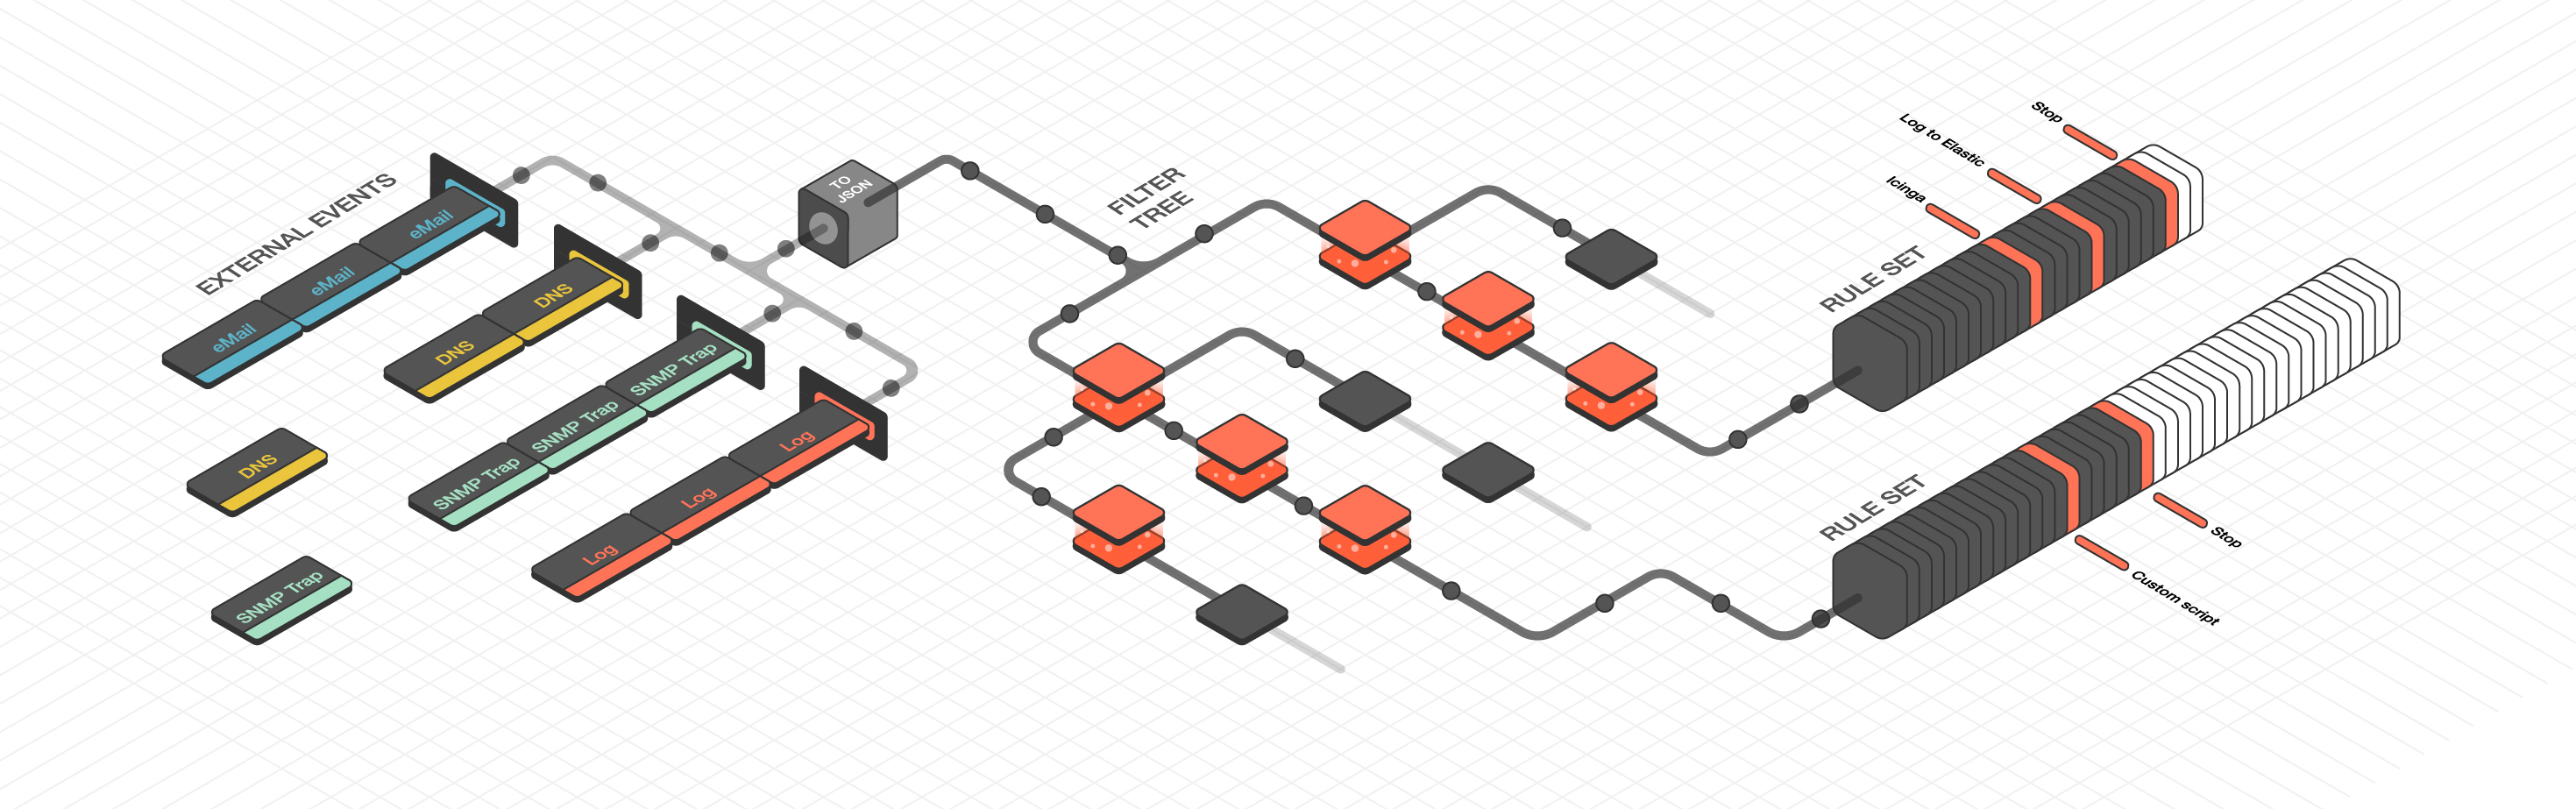 EXTERNAL EVENTS
eMail
eMail
eMail
DNS
DNS
DNS
SNMP Trap
SNMP Trap
SNMP Trap
SNMP Trap
Log
Log
Log
TO
JSON
FILTER
TREE
RULE SET
Icinga
Log to Elastic
Stop
RULE SET
Custom script
Stop